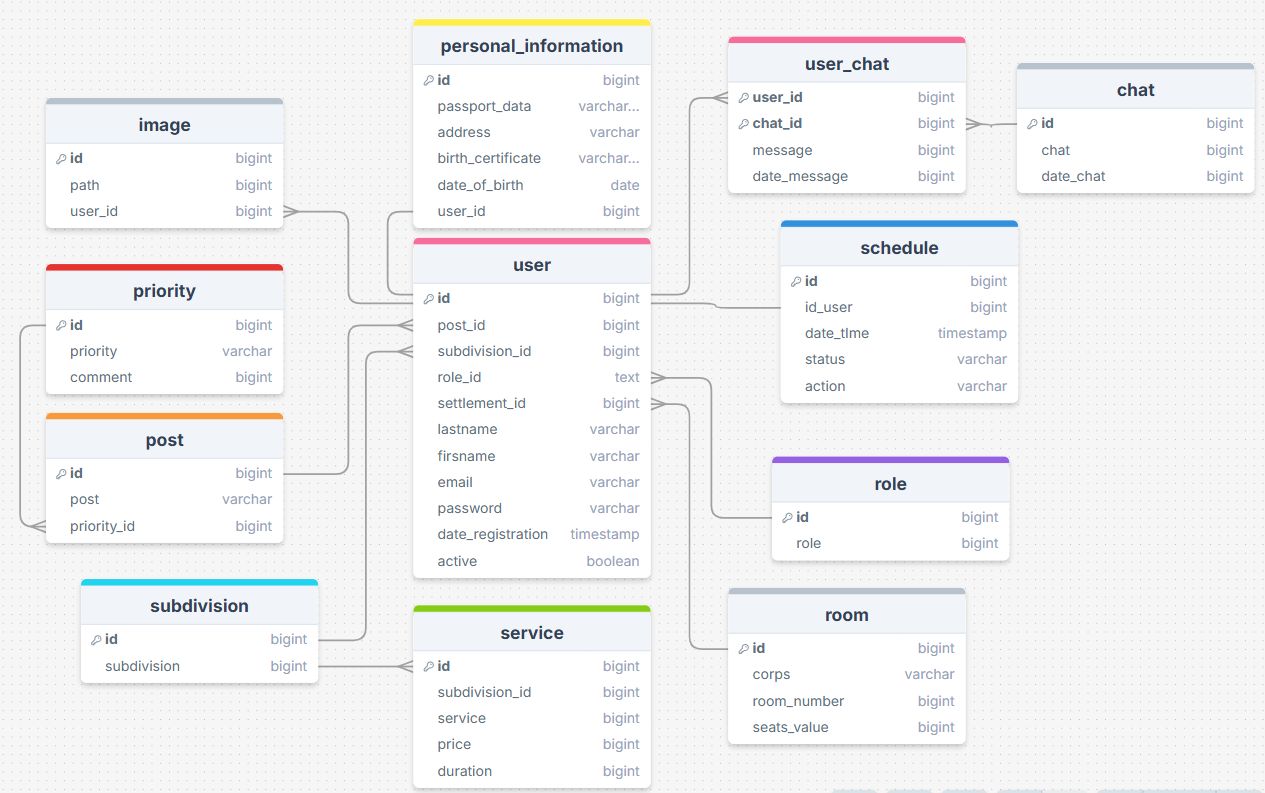 personal_information
id bigint
passport_data varchar...
address varchar
birth_certificate varchar...
date_of_birth date
user_id bigint
user_chat
user_id bigint
chat_id bigint
message bigint
date_message bigint
chat
id bigint
chat bigint
date_chat bigint
image
id bigint
path bigint
user_id bigint
user
id bigint
post_id bigint
subdivision_id bigint
role_id text
settlement_id bigint
lastname varchar
firsname varchar
email varchar
password varchar
date_registration timestamp
active boolean
schedule
id bigint
id_user bigint
date_tIme timestamp
status varchar
action varchar
priority
id bigint
priority varchar
comment bigint
post
id bigint
post varchar
priority_id bigint
role
id bigint
role bigint
subdivision
id bigint
subdivision bigint
service
id bigint
subdivision_id bigint
service bigint
price bigint
duration bigint
room
id bigint
corps varchar
room_number bigint
seats_value bigint